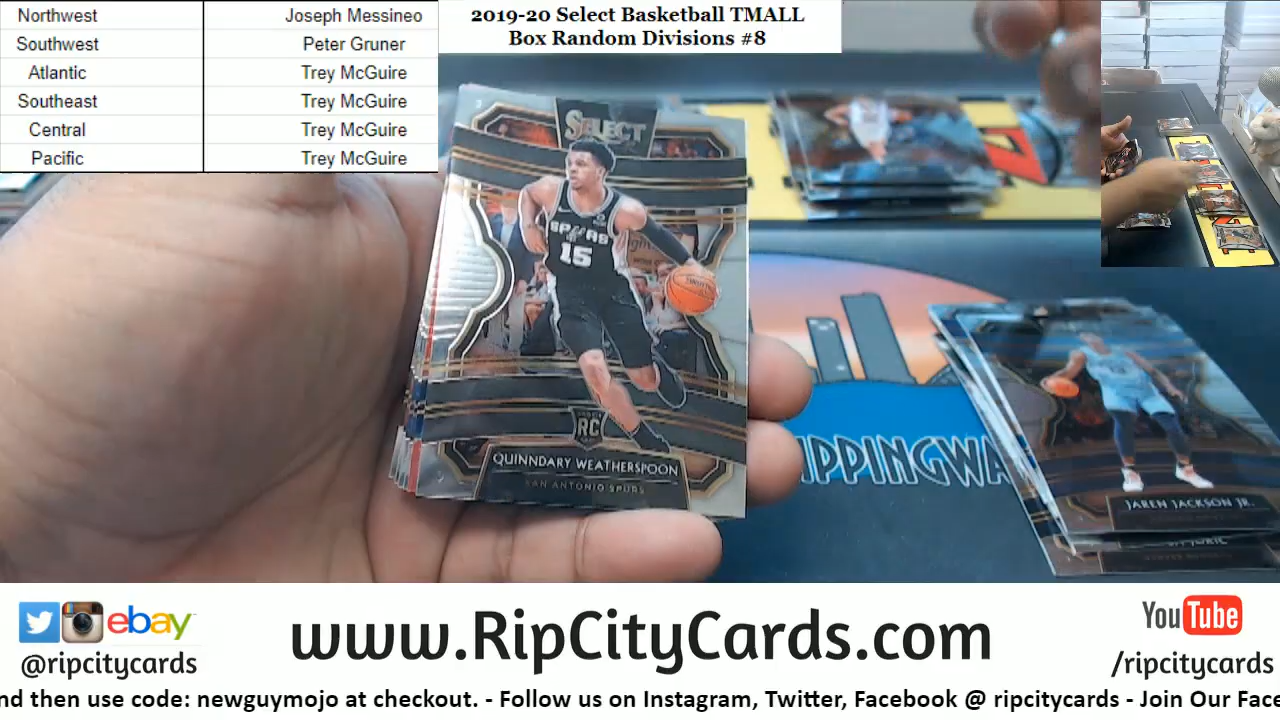 Northwest Joseph Messineo
Southwest Peter Gruner
Atlantic Trey McGuire
Southeast Trey McGuire
Central Trey McGuire
Pacific Trey McGuire
2019-20 Select Basketball TMALL
Box Random Divisions #8
SELECT
SPURS
15
RC
QUINNDARY WEATHERSPOON
SAN ANTONIO SPURS
IPPINGWA
JAREN JACKSON JR.
ebay
@ripcitycards
www.RipCityCards.com
YouTube
/ripcitycards
nd then use code: newguymojo at checkout. - Follow us on Instagram, Twitter, Facebook @ ripcitycards - Join Our Face